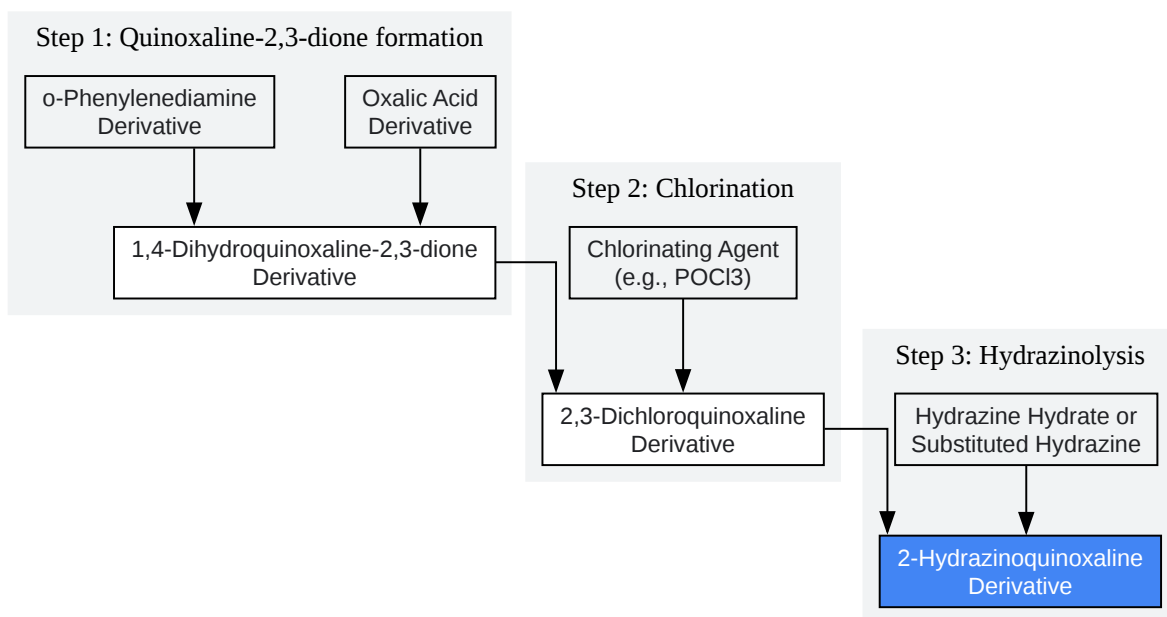 Step 1: Quinoxaline-2,3-dione formation
o-Phenylenediamine
Derivative
Oxalic Acid
Derivative
1,4-Dihydroquinoxaline-2,3-dione
Derivative
Step 2: Chlorination
Chlorinating Agent
(e.g., POCl3)
2,3-Dichloroquinoxaline
Derivative
Step 3: Hydrazinolysis
Hydrazine Hydrate or
Substituted Hydrazine
2-Hydrazinoquinoxaline
Derivative